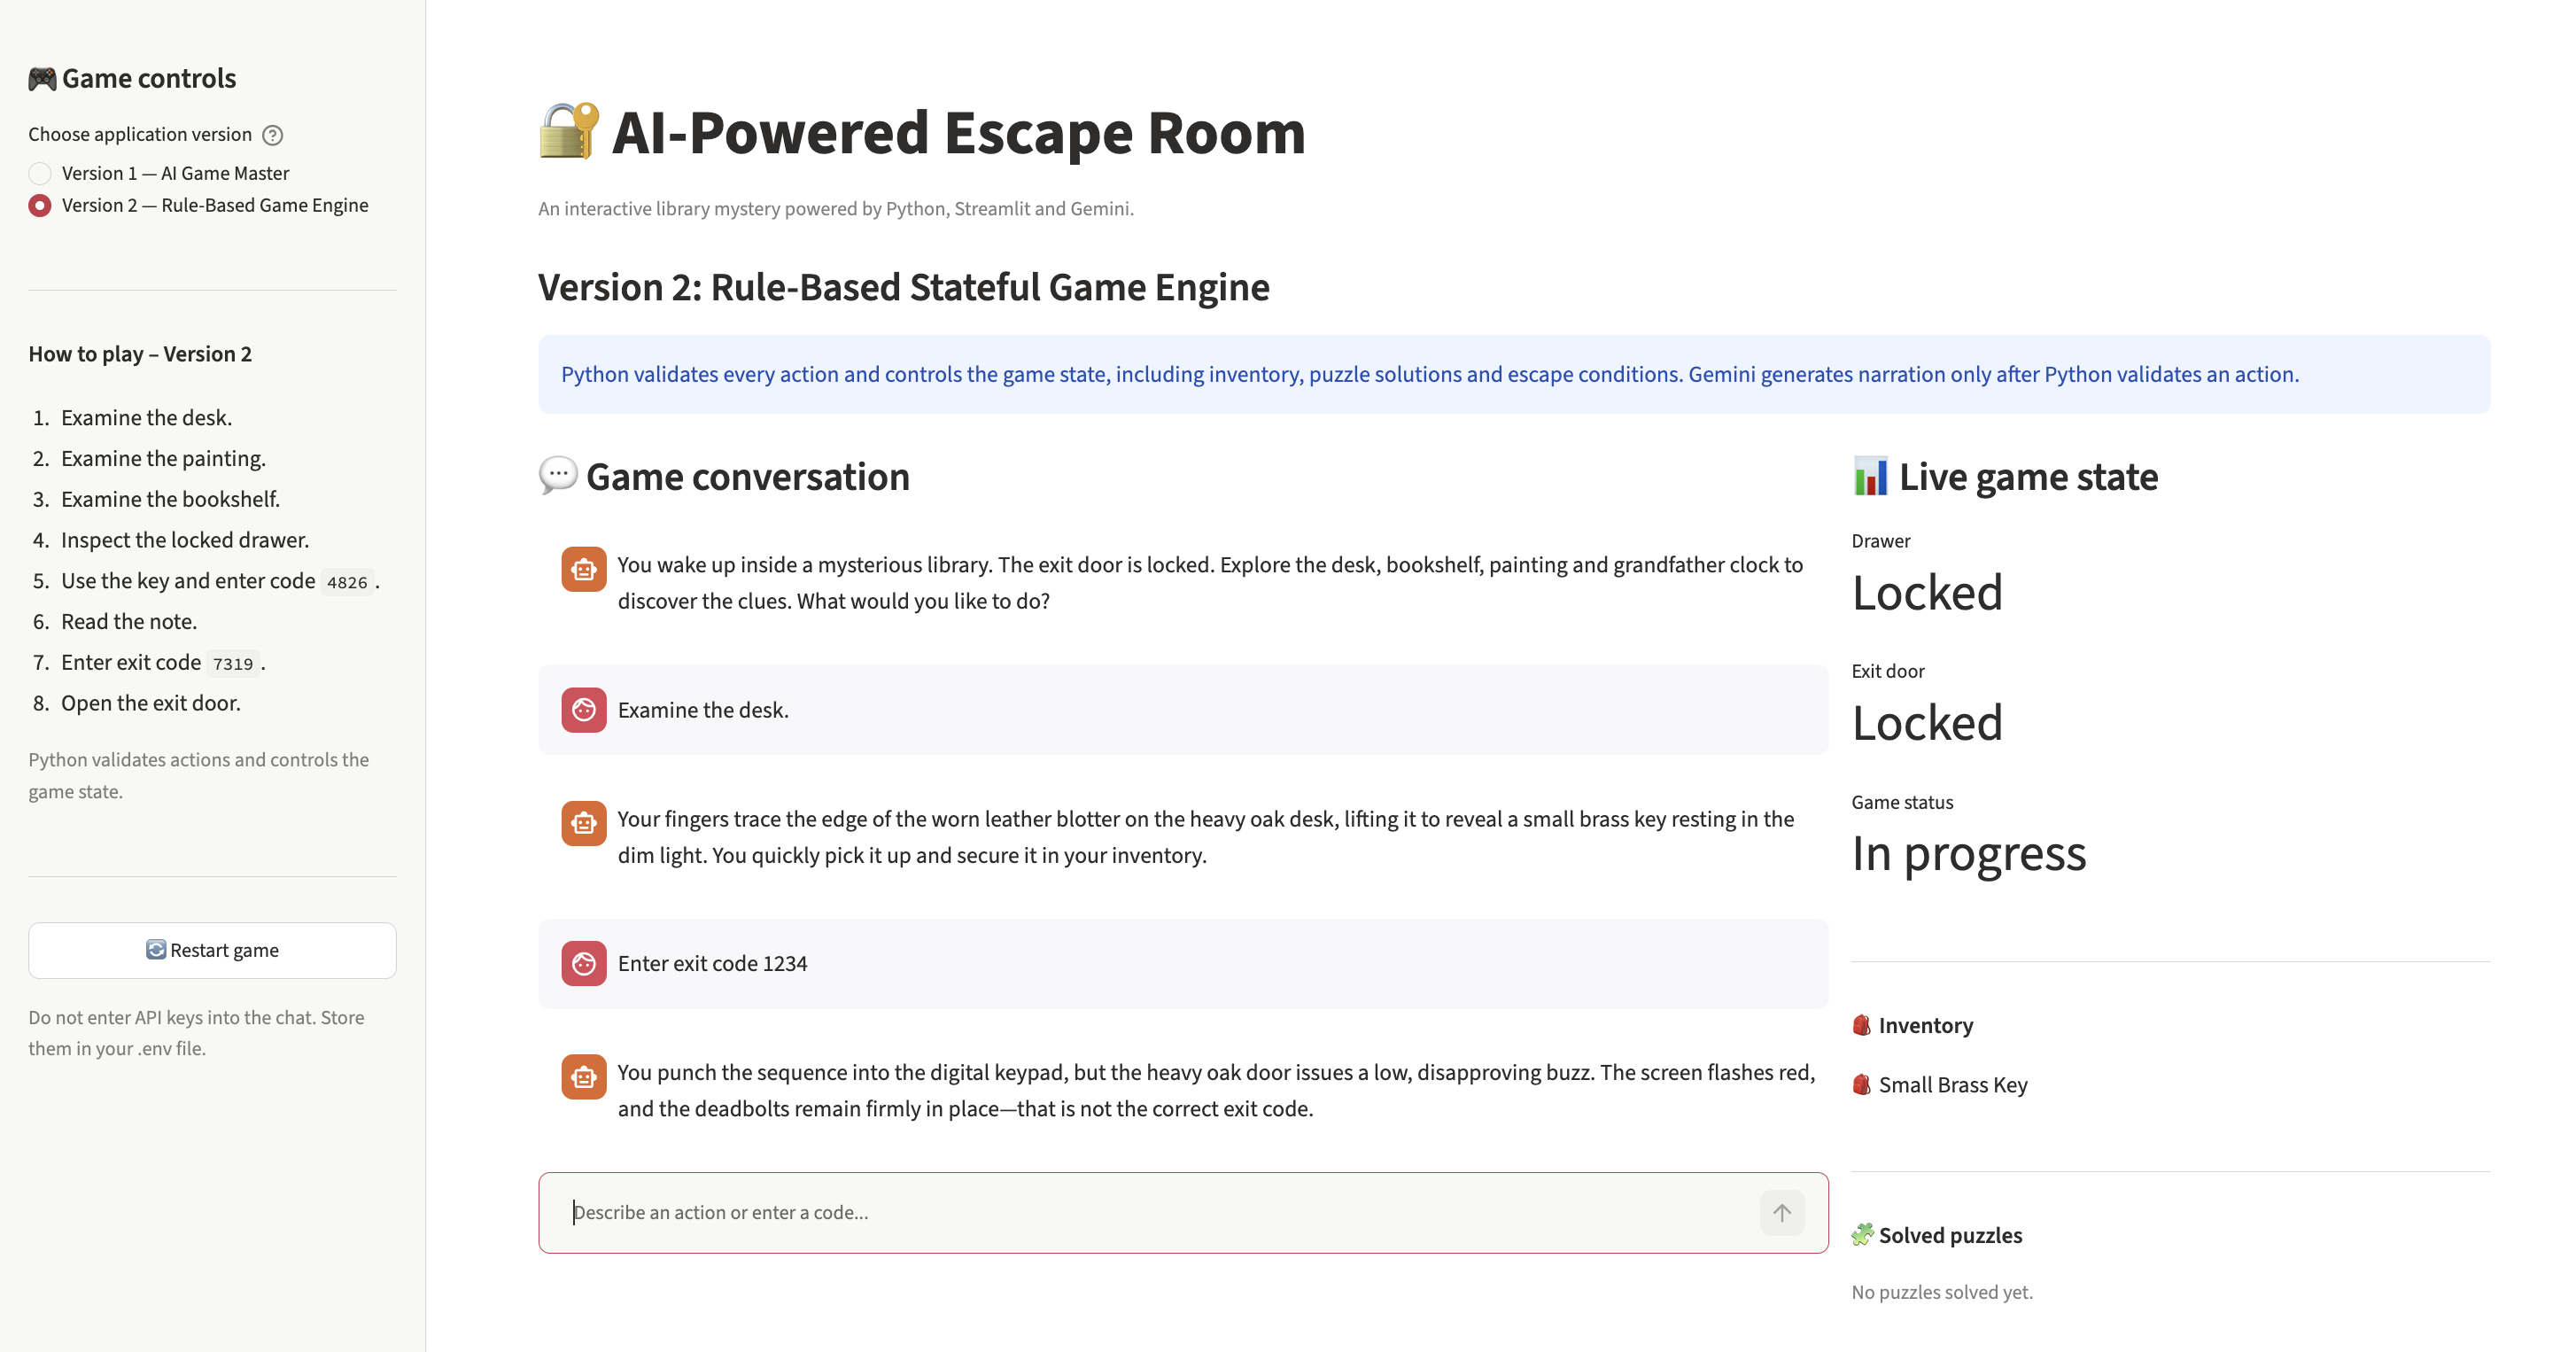 Game controls
Choose application version
Version 1 — AI Game Master
Version 2 — Rule-Based Game Engine
How to play – Version 2
1. Examine the desk.
2. Examine the painting.
3. Examine the bookshelf.
4. Inspect the locked drawer.
5. Use the key and enter code 4826.
6. Read the note.
7. Enter exit code 7319.
8. Open the exit door.
Python validates actions and controls the
game state.
Restart game
Do not enter API keys into the chat. Store
them in your .env file.
AI-Powered Escape Room
An interactive library mystery powered by Python, Streamlit and Gemini.
Version 2: Rule-Based Stateful Game Engine
Python validates every action and controls the game state, including inventory, puzzle solutions and escape conditions. Gemini generates narration only after Python validates an action.
Game conversation
You wake up inside a mysterious library. The exit door is locked. Explore the desk, bookshelf, painting and grandfather clock to
discover the clues. What would you like to do?
Examine the desk.
Your fingers trace the edge of the worn leather blotter on the heavy oak desk, lifting it to reveal a small brass key resting in the
dim light. You quickly pick it up and secure it in your inventory.
Enter exit code 1234
You punch the sequence into the digital keypad, but the heavy oak door issues a low, disapproving buzz. The screen flashes red,
and the deadbolts remain firmly in place—that is not the correct exit code.
Describe an action or enter a code...
Live game state
Drawer
Locked
Exit door
Locked
Game status
In progress
Inventory
Small Brass Key
Solved puzzles
No puzzles solved yet.